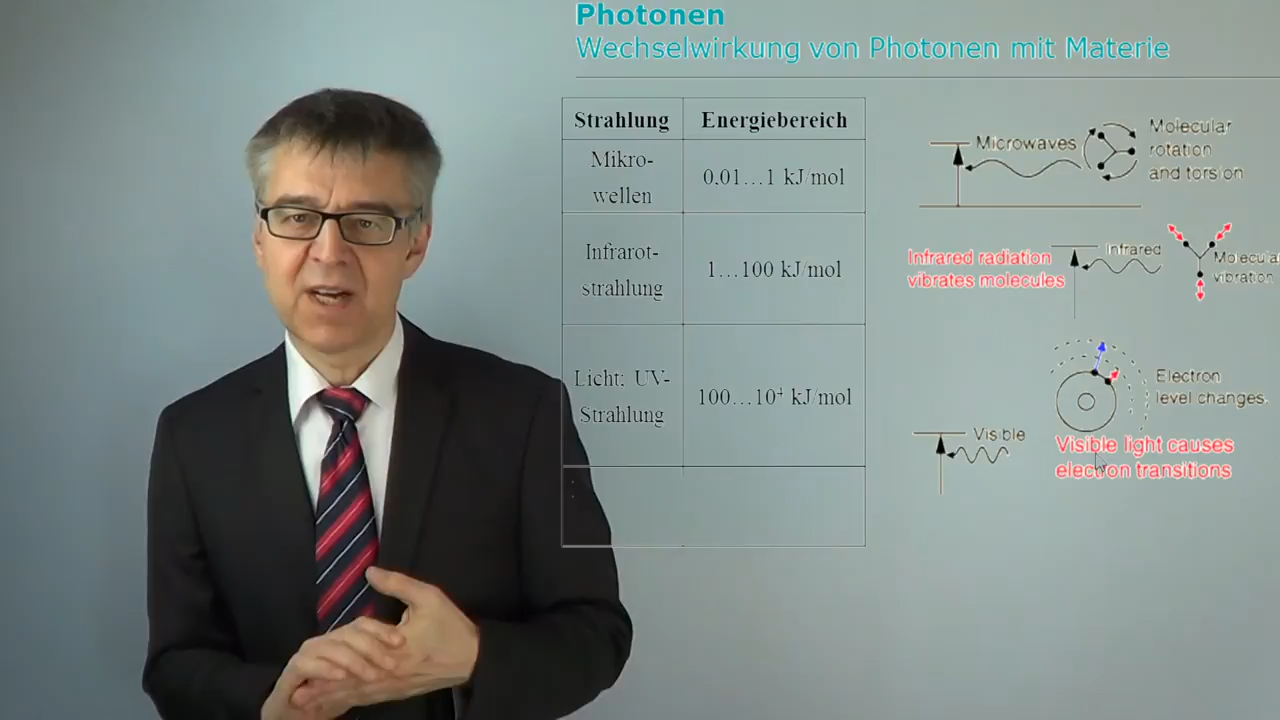 Photonen
Wechselwirkung von Photonen mit Materie
Strahlung Energiebereich
Mikro-
wellen
0,01…1 kJ/mol
Infrarot-
strahlung
1…100 kJ/mol
Licht; UV-
Strahlung
100…10⁴ kJ/mol
Microwaves
Molecular
rotation
and torsion
Infrared radiation
vibrates molecules
Infrared
Molecular
vibration
Electron
level changes.
Visible
Visible light causes
electron transitions